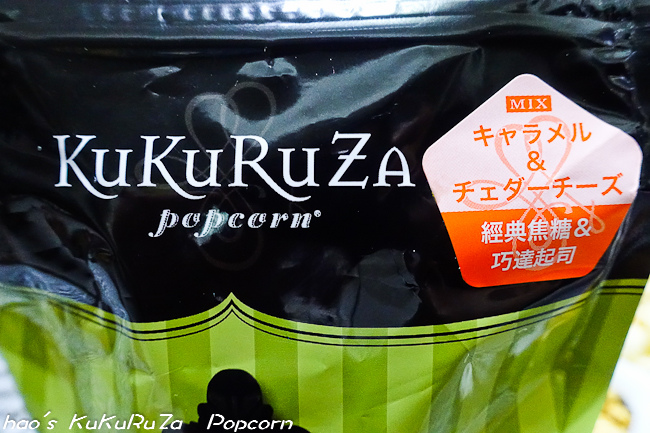 KuKuRuZA
popcorn®
MIX
キャラメル
&
チェダーチーズ
經典焦糖&
巧達起司
hao's KuKuRuZa Popcorn